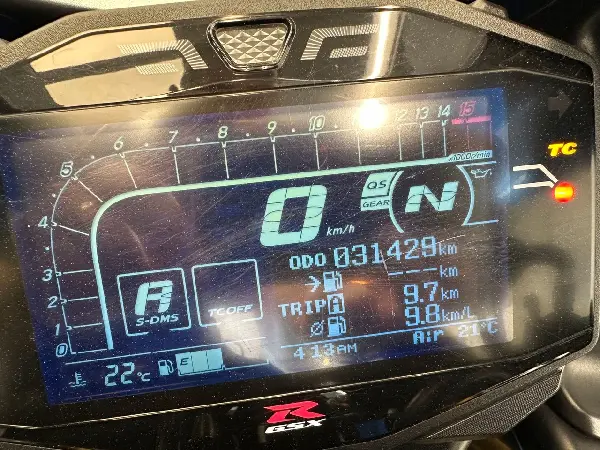 5 6 7 8 9 10 12 13 14 15
x1000r/min
TC
4
3
2
1
0
0 km/h
QS
GEAR
N
ODO 031429 km
--- km
TRIP A 9.7 km
9.8 km/L
A
S-DMS
TC OFF
22°C
E
4:13 AM
Air 21°C
R
GSX